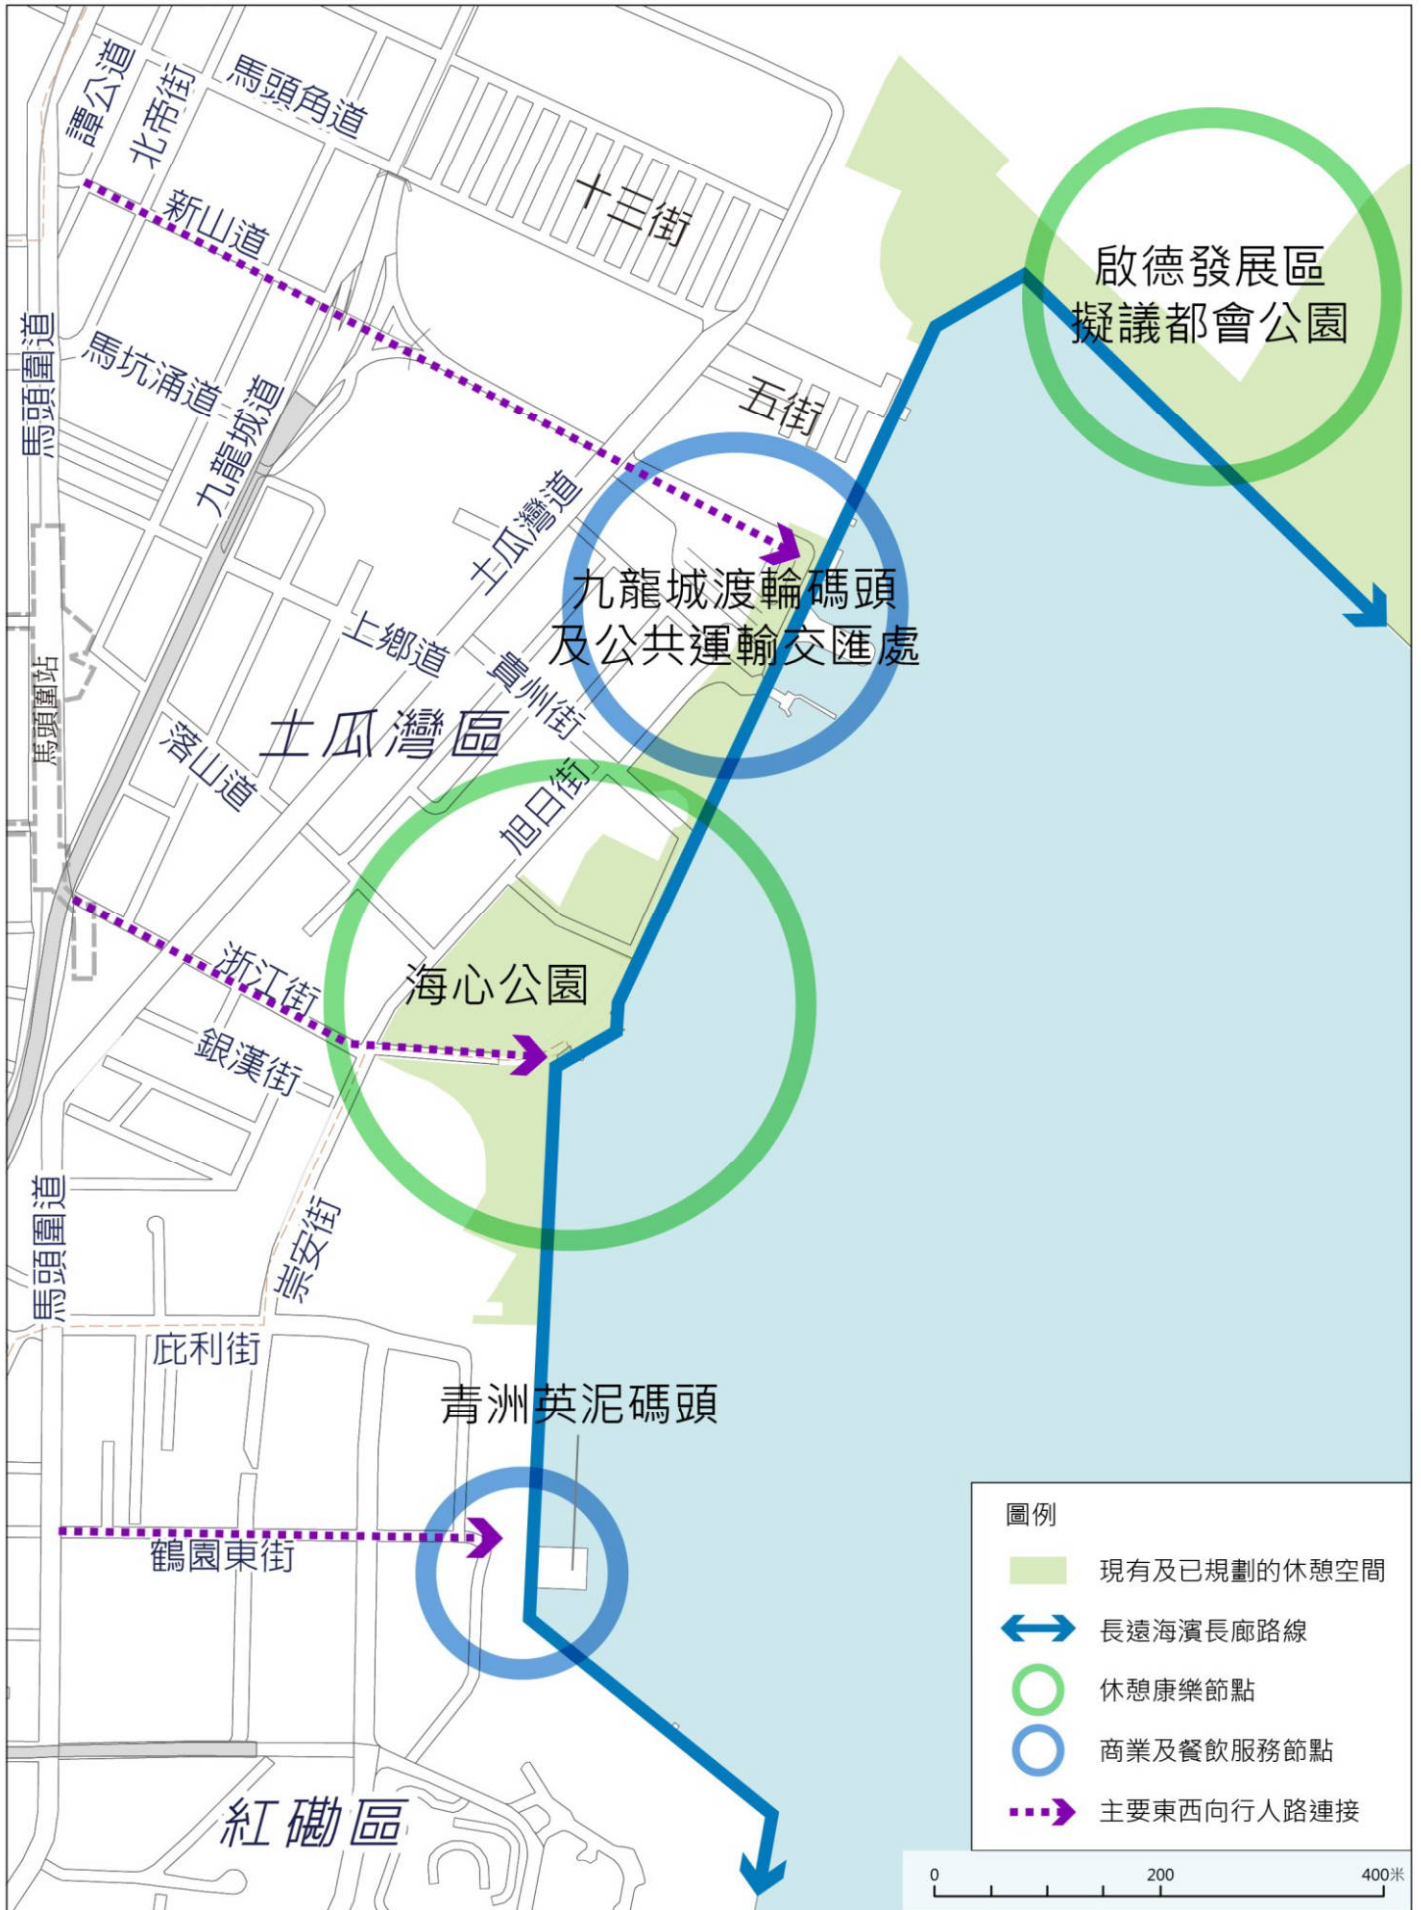 譚公道
北帝街
馬頭角道
新山道
十三街
啟德發展區
擬議都會公園
馬頭圍道
馬坑涌道
九龍城道
五街
土瓜灣道
九龍城渡輪碼頭
及公共運輸交匯處
上鄉道
貴州街
馬頭圍站
土瓜灣區
落山道
旭日街
浙江街
海心公園
銀漢街
馬頭圍道
崇安街
庇利街
青洲英泥碼頭
鶴園東街
紅磡區
圖例
現有及已規劃的休憩空間
長遠海濱長廊路線
休憩康樂節點
商業及餐飲服務節點
主要東西向行人路連接
0 200 400米